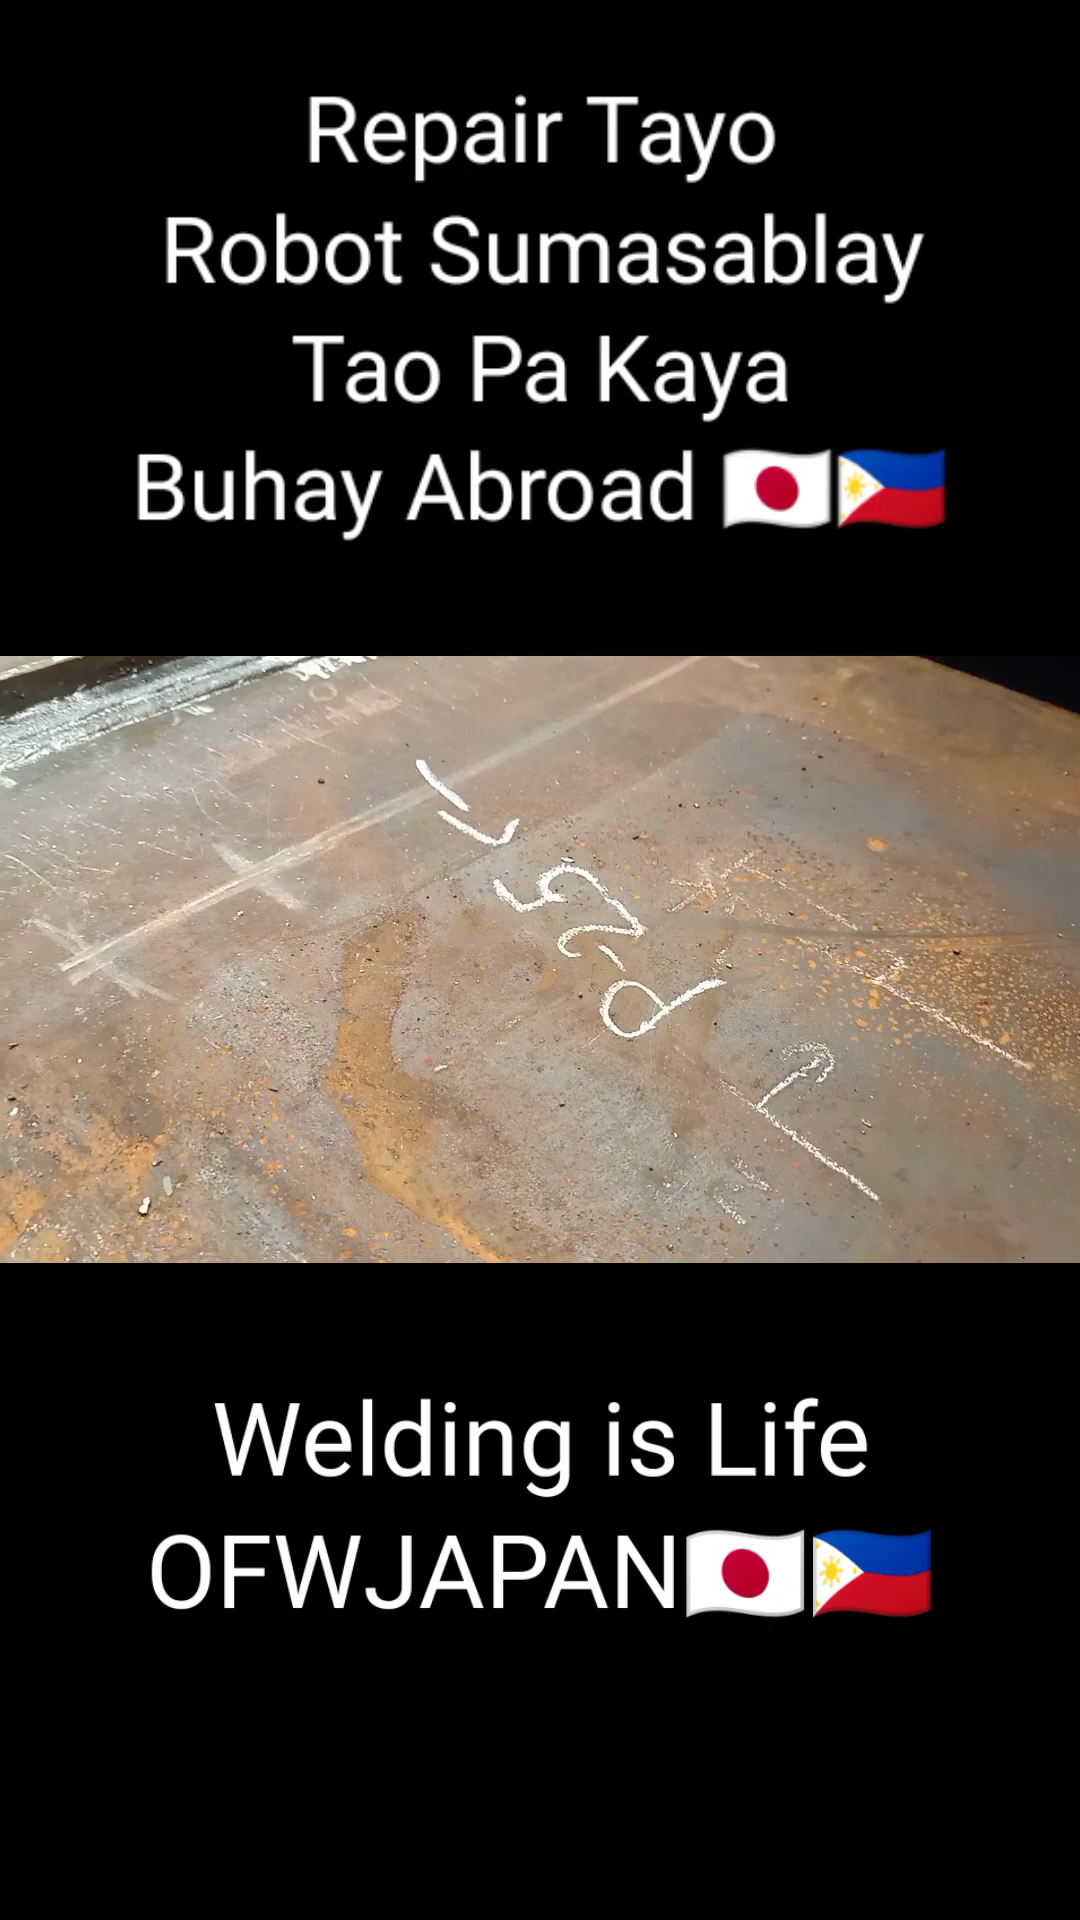 Repair Tayo
Robot Sumasablay
Tao Pa Kaya
Buhay Abroad 🇯🇵🇵🇭
Welding is Life
OFWJAPAN🇯🇵🇵🇭